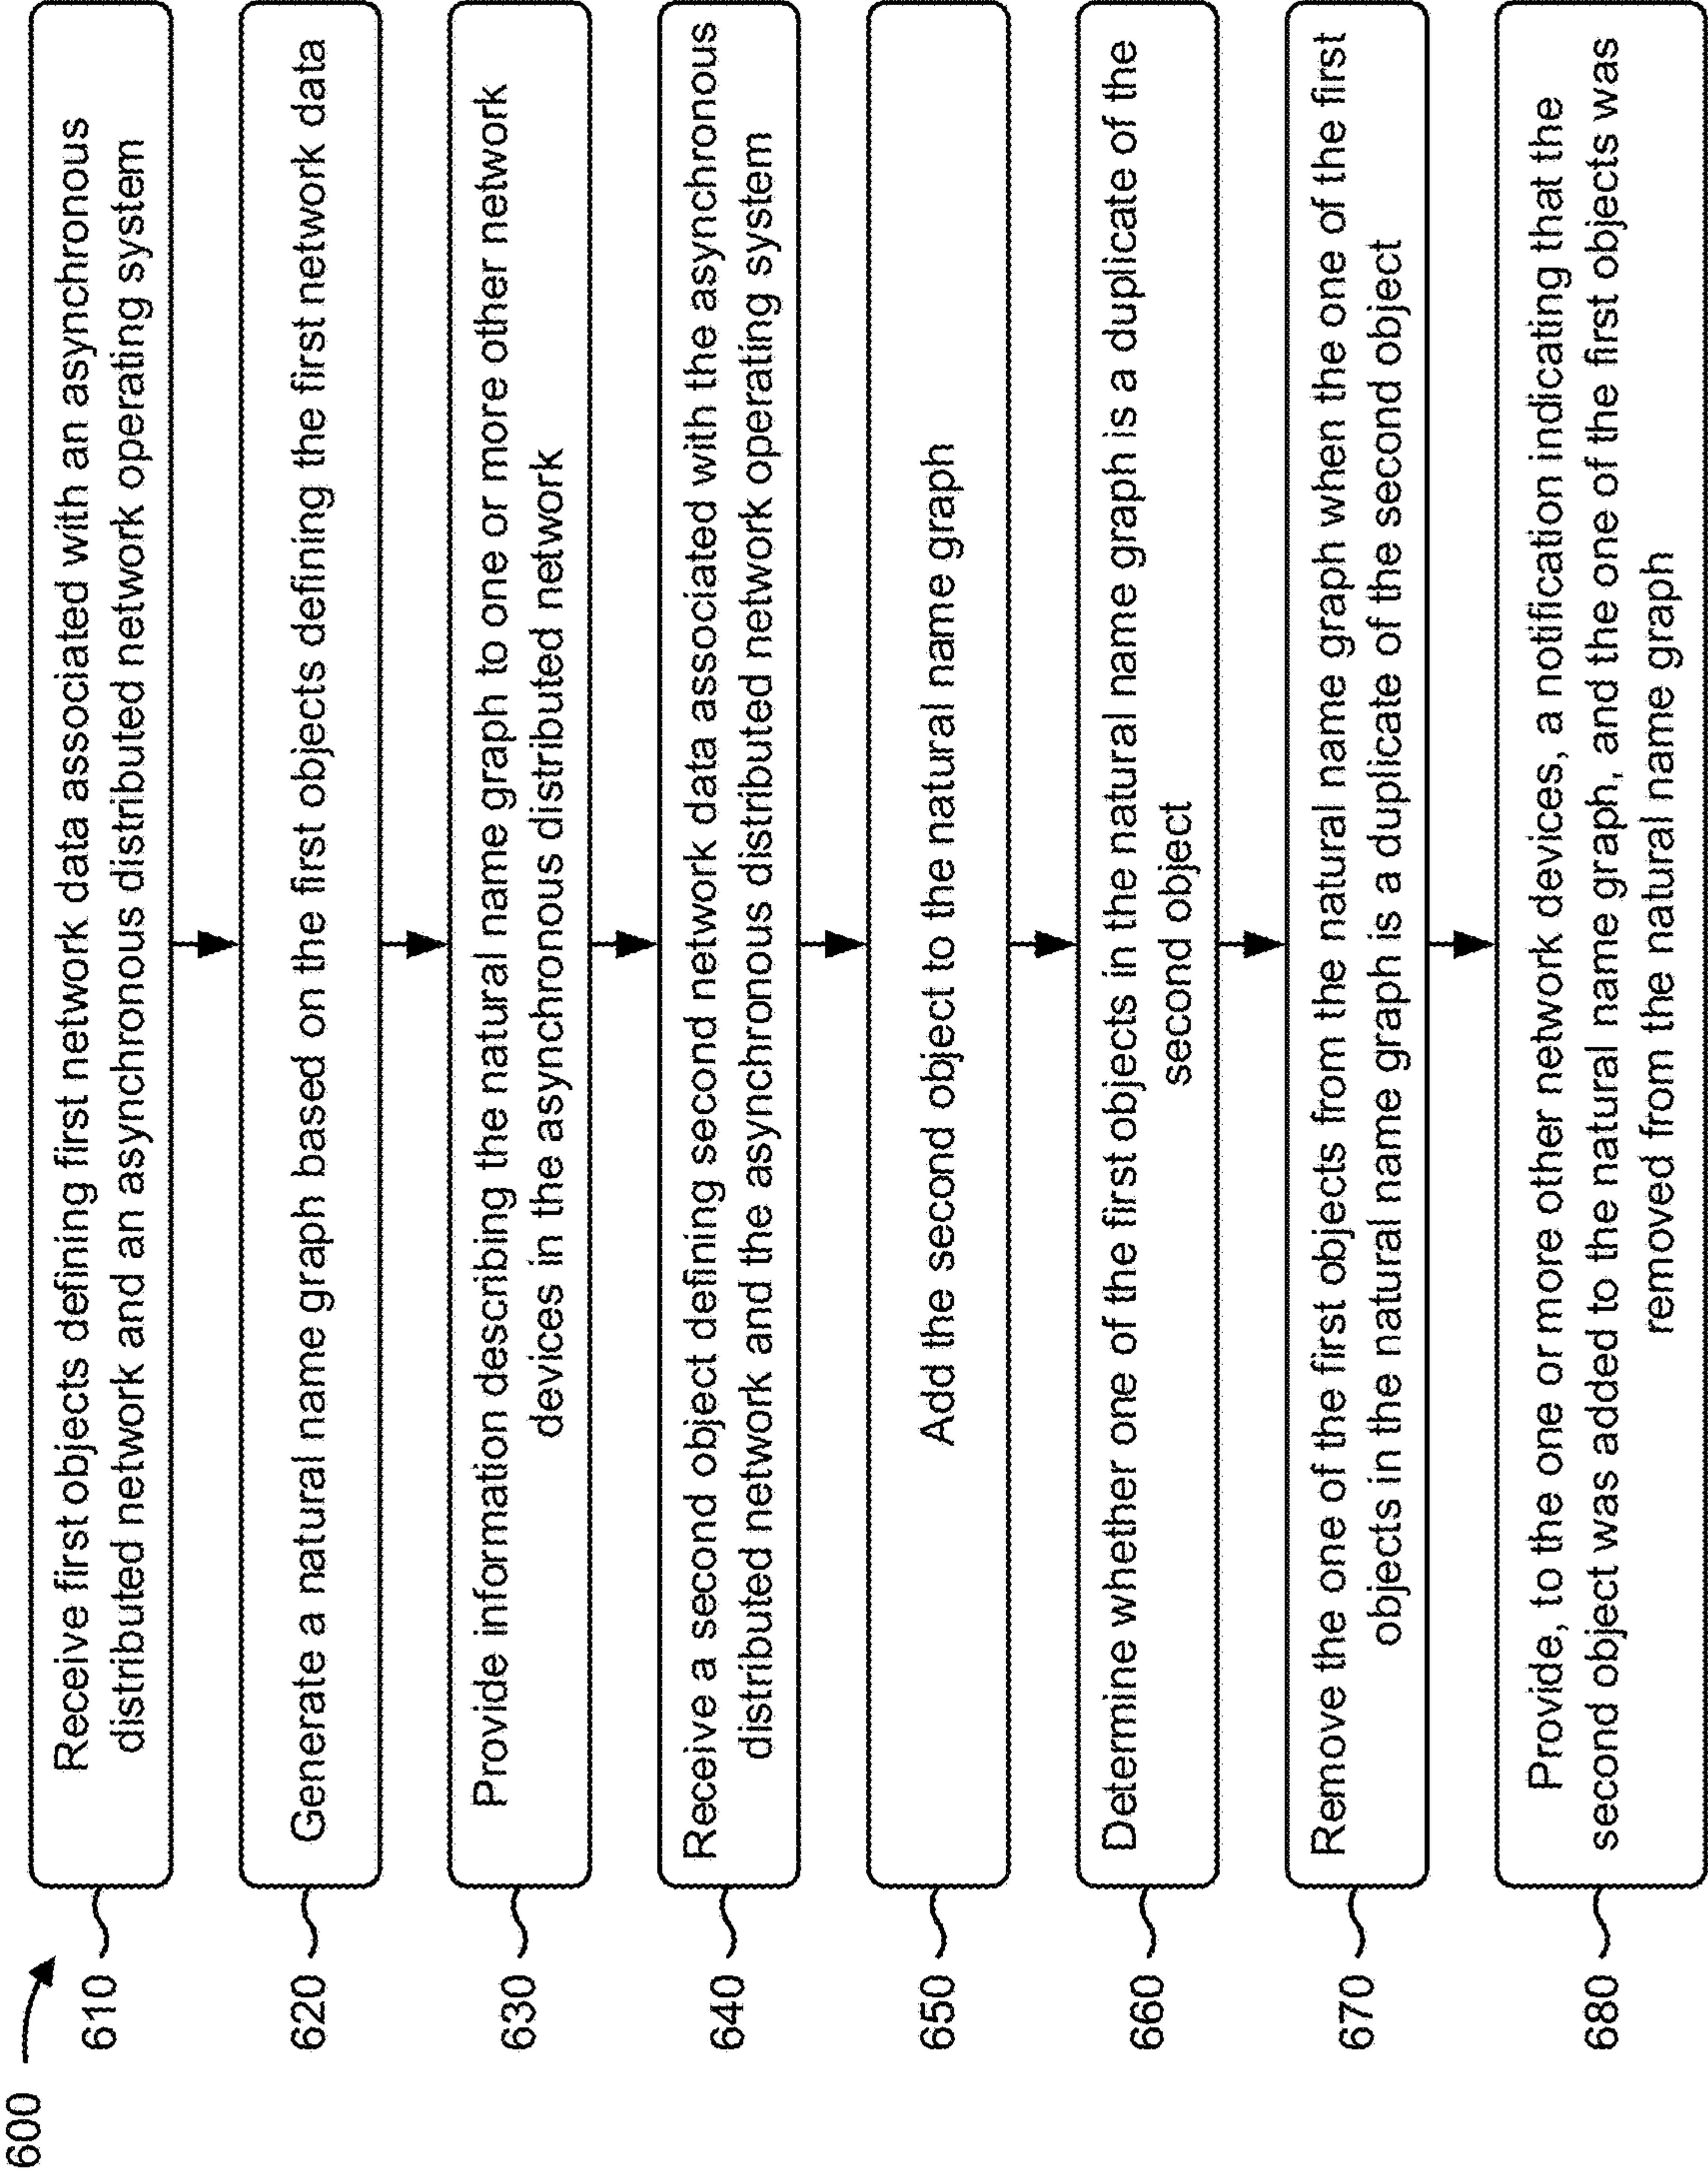 600
610
Receive first objects defining first network data associated with an asynchronous
distributed network and an asynchronous distributed network operating system
620
Generate a natural name graph based on the first objects defining the first network data
630
Provide information describing the natural name graph to one or more other network
devices in the asynchronous distributed network
640
Receive a second object defining second network data associated with the asynchronous
distributed network and the asynchronous distributed network operating system
650
Add the second object to the natural name graph
660
Determine whether one of the first objects in the natural name graph is a duplicate of the
second object
670
Remove the one of the first objects from the natural name graph when the one of the first
objects in the natural name graph is a duplicate of the second object
680
Provide, to the one or more other network devices, a notification indicating that the
second object was added to the natural name graph, and the one of the first objects was
removed from the natural name graph